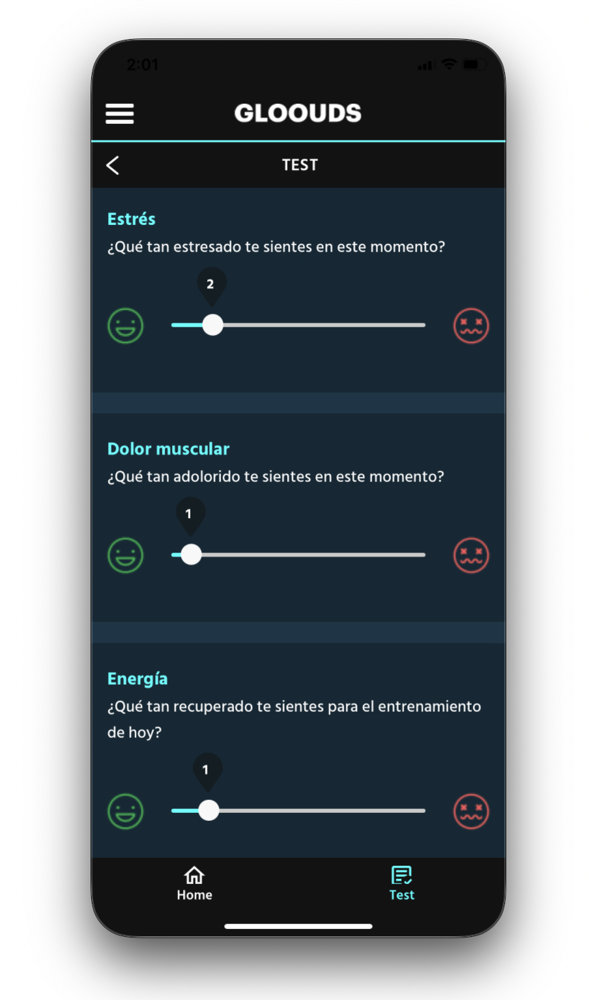 2:01
GLOOUDS
TEST
Estrés
¿Qué tan estresado te sientes en este momento?
2
Dolor muscular
¿Qué tan adolorido te sientes en este momento?
1
Energía
¿Qué tan recuperado te sientes para el entrenamiento
de hoy?
1
Home
Test